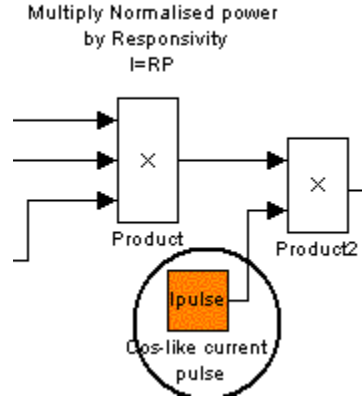 Multiply Normalised power
by Responsivity
I=RP
×
Product
×
Product2
Ipulse
Cos-like current
pulse